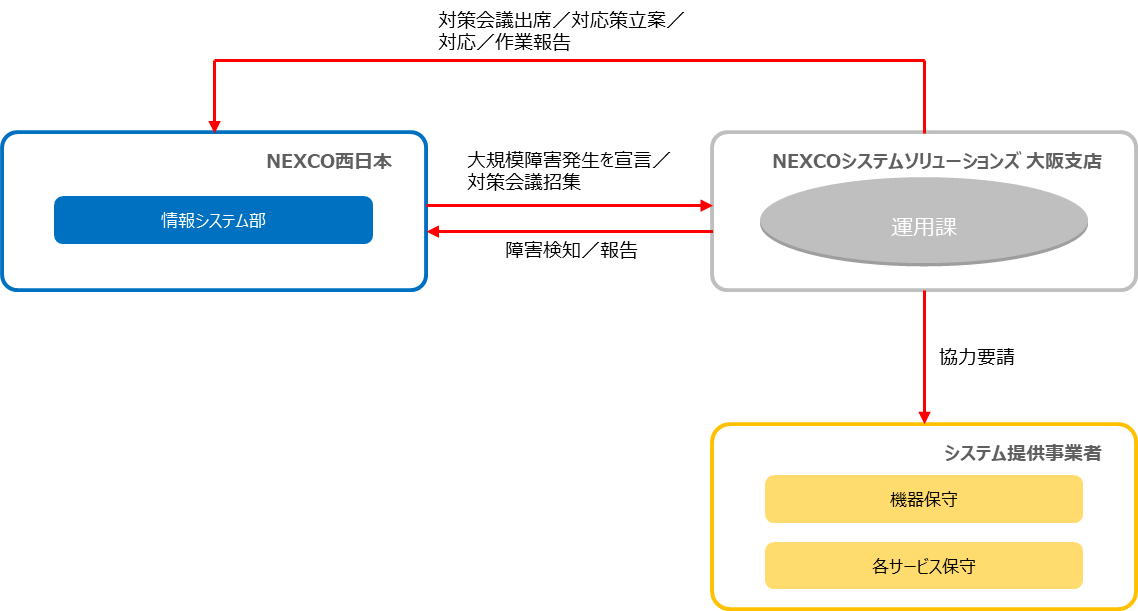 対策会議出席／対応策立案／
対応／作業報告
NEXCO西日本
情報システム部
大規模障害発生を宣言／
対策会議招集
障害検知／報告
NEXCOシステムソリューションズ 大阪支店
運用課
協力要請
システム提供事業者
機器保守
各サービス保守